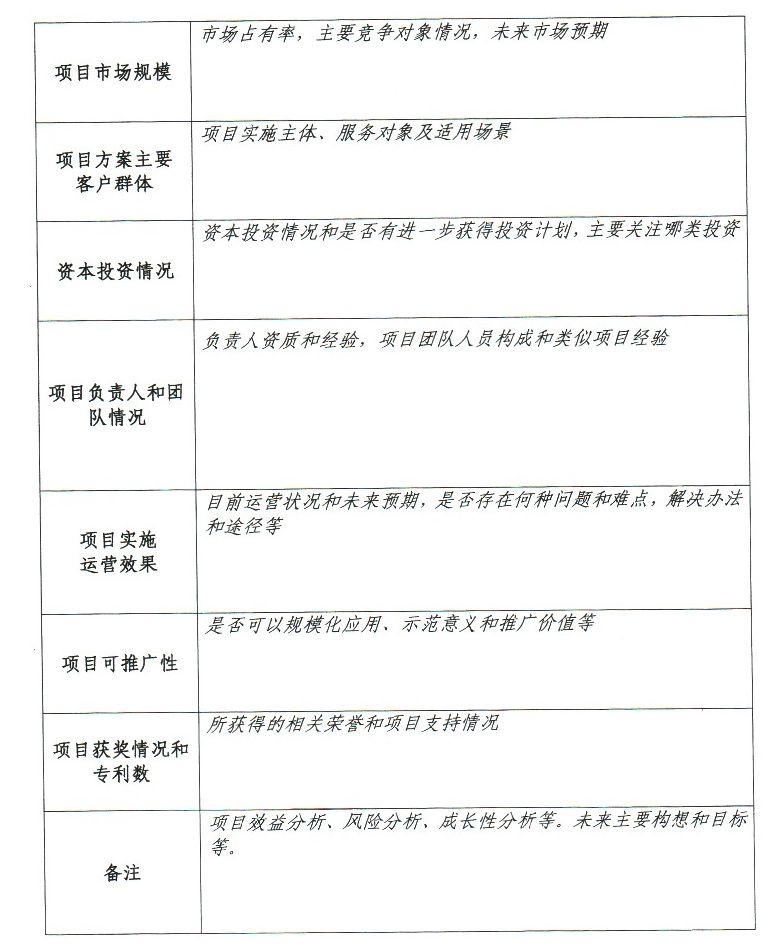 项目市场规模
市场占有率，主要竞争对象情况，未来市场预期
项目方案主要
客户群体
项目实施主体、服务对象及适用场景
资本投资情况
资本投资情况和是否有进一步获得投资计划，主要关注哪类投资
项目负责人和团
队情况
负责人资质和经验，项目团队人员构成和类似项目经验
项目实施
运营效果
目前运营状况和未来预期，是否存在何种问题和难点，解决办法
和途径等
项目可推广性
是否可以规模化应用、示范意义和推广价值等
项目获奖情况和
专利数
所获得的相关荣誉和项目支持情况
备注
项目效益分析、风险分析、成长性分析等。未来主要构想和目标
等。